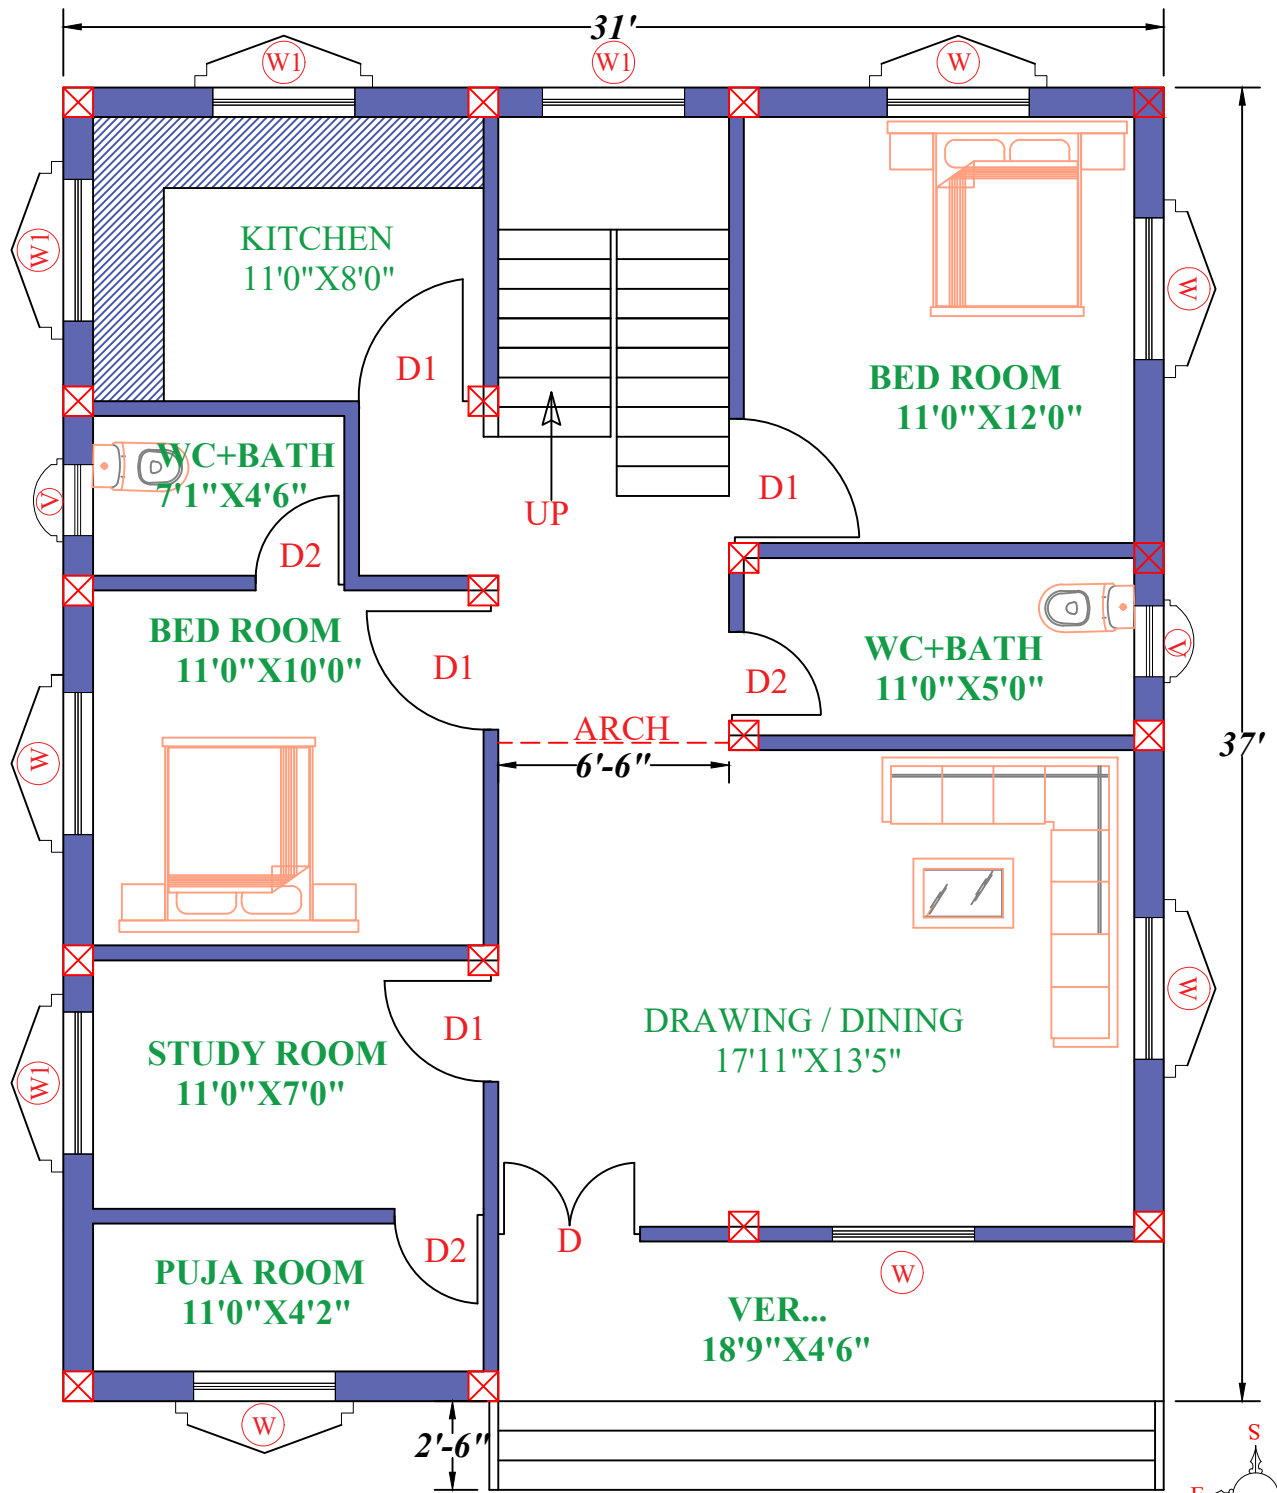 31'
W1
W1
W
W1
KITCHEN
11'0"X8'0"
W
D1
BED ROOM
11'0"X12'0"
WC+BATH
7'1"X4'6"
V
D1
UP
D2
BED ROOM
11'0"X10'0"
D1
WC+BATH
11'0"X5'0"
V
D2
ARCH
6'-6"
37'
W
W
D1
DRAWING / DINING
17'11"X13'5"
STUDY ROOM
11'0"X7'0"
W1
D
D2
W
PUJA ROOM
11'0"X4'2"
VER...
18'9"X4'6"
W
2'-6"
S